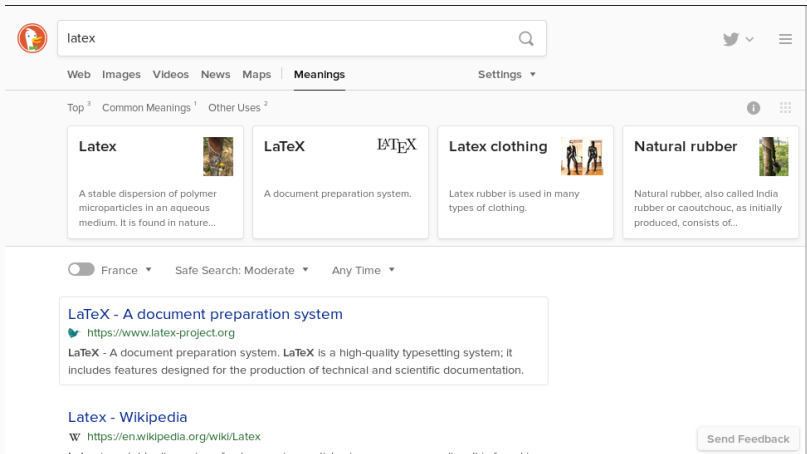 latex
Web Images Videos News Maps Meanings Settings
Top 3 Common Meanings 1 Other Uses 2
Latex
A stable dispersion of polymer
microparticles in an aqueous
medium. It is found in nature...
LaTeX
LATEX
A document preparation system.
Latex clothing
Latex rubber is used in many
types of clothing.
Natural rubber
Natural rubber, also called India
rubber or caoutchouc, as initially
produced, consists of...
France Safe Search: Moderate Any Time
LaTeX - A document preparation system
https://www.latex-project.org
LaTeX - A document preparation system. LaTeX is a high-quality typesetting system; it
includes features designed for the production of technical and scientific documentation.
Latex - Wikipedia
W https://en.wikipedia.org/wiki/Latex
Send Feedback